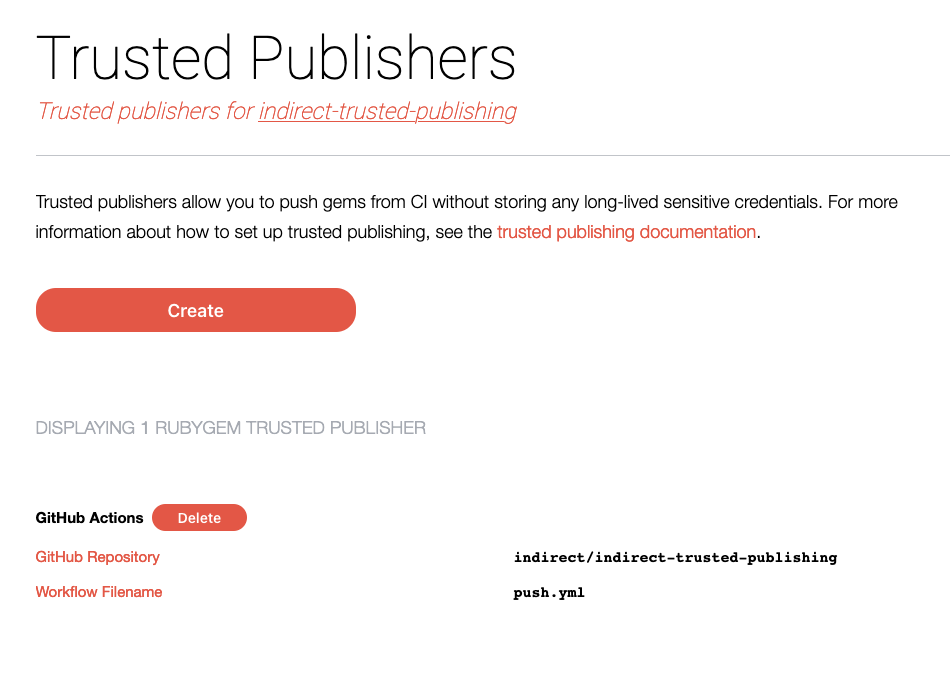 Trusted Publishers
Trusted publishers for indirect-trusted-publishing
Trusted publishers allow you to push gems from CI without storing any long-lived sensitive credentials. For more
information about how to set up trusted publishing, see the trusted publishing documentation.
Create
DISPLAYING 1 RUBYGEM TRUSTED PUBLISHER
GitHub Actions Delete
GitHub Repository indirect/indirect-trusted-publishing
Workflow Filename push.yml